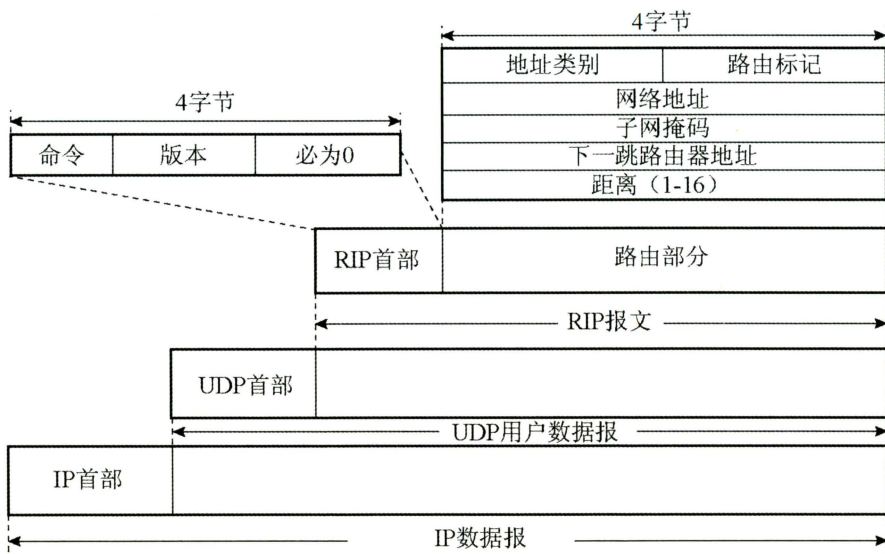 4字节
地址类别 路由标记
网络地址
子网掩码
下一跳路由器地址
距离（1-16）
4字节
命令 版本 必为0
RIP首部 路由部分
RIP报文
UDP首部
UDP用户数据报
IP首部
IP数据报